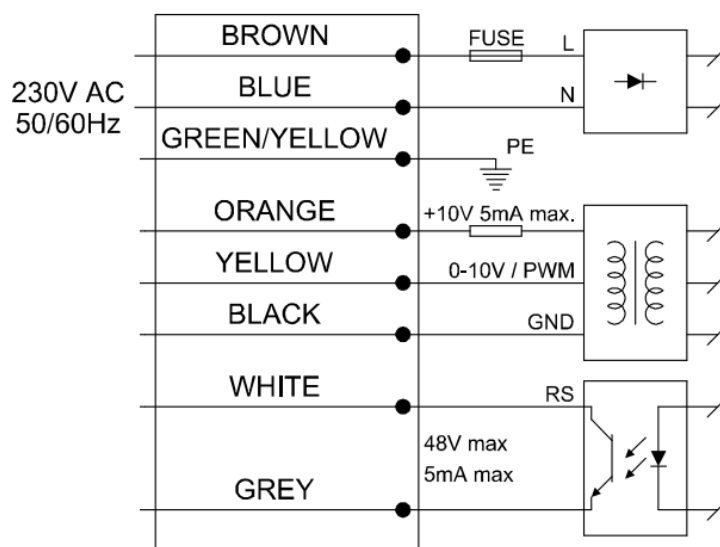 BROWN
FUSE
L
230V AC
50/60Hz
BLUE
N
GREEN/YELLOW
PE
ORANGE
+10V 5mA max.
YELLOW
0-10V / PWM
BLACK
GND
WHITE
RS
48V max
5mA max
GREY